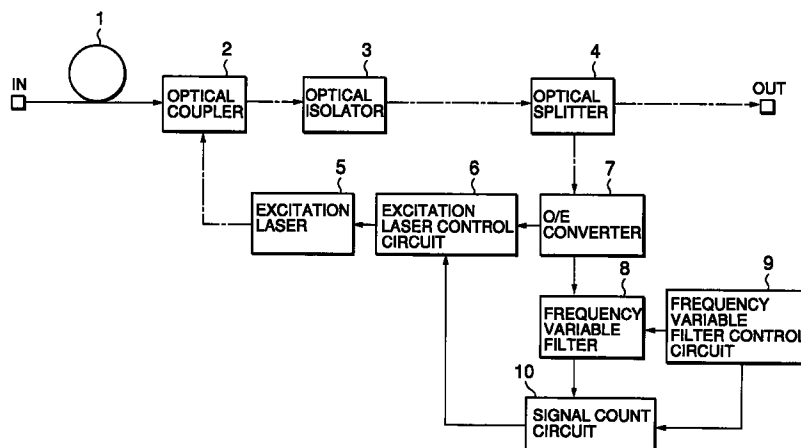 1
IN
2
OPTICAL
COUPLER
3
OPTICAL
ISOLATOR
4
OPTICAL
SPLITTER
OUT
5
EXCITATION
LASER
6
EXCITATION
LASER CONTROL
CIRCUIT
7
O/E
CONVERTER
8
FREQUENCY
VARIABLE
FILTER
9
FREQUENCY
VARIABLE
FILTER CONTROL
CIRCUIT
10
SIGNAL COUNT
CIRCUIT